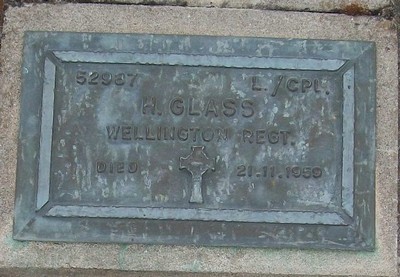 52987 L./CPL.
H. GLASS
WELLINGTON REGT.
DIED 21.11.1950